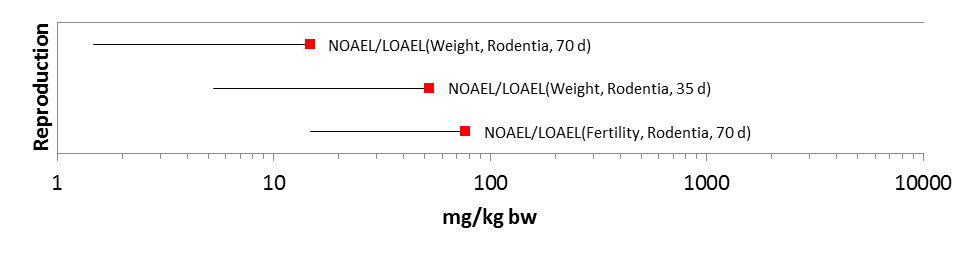 Reproduction
NOAEL/LOAEL(Weight, Rodentia, 70 d)
NOAEL/LOAEL(Weight, Rodentia, 35 d)
NOAEL/LOAEL(Fertility, Rodentia, 70 d)
1 10 100 1000 10000
mg/kg bw